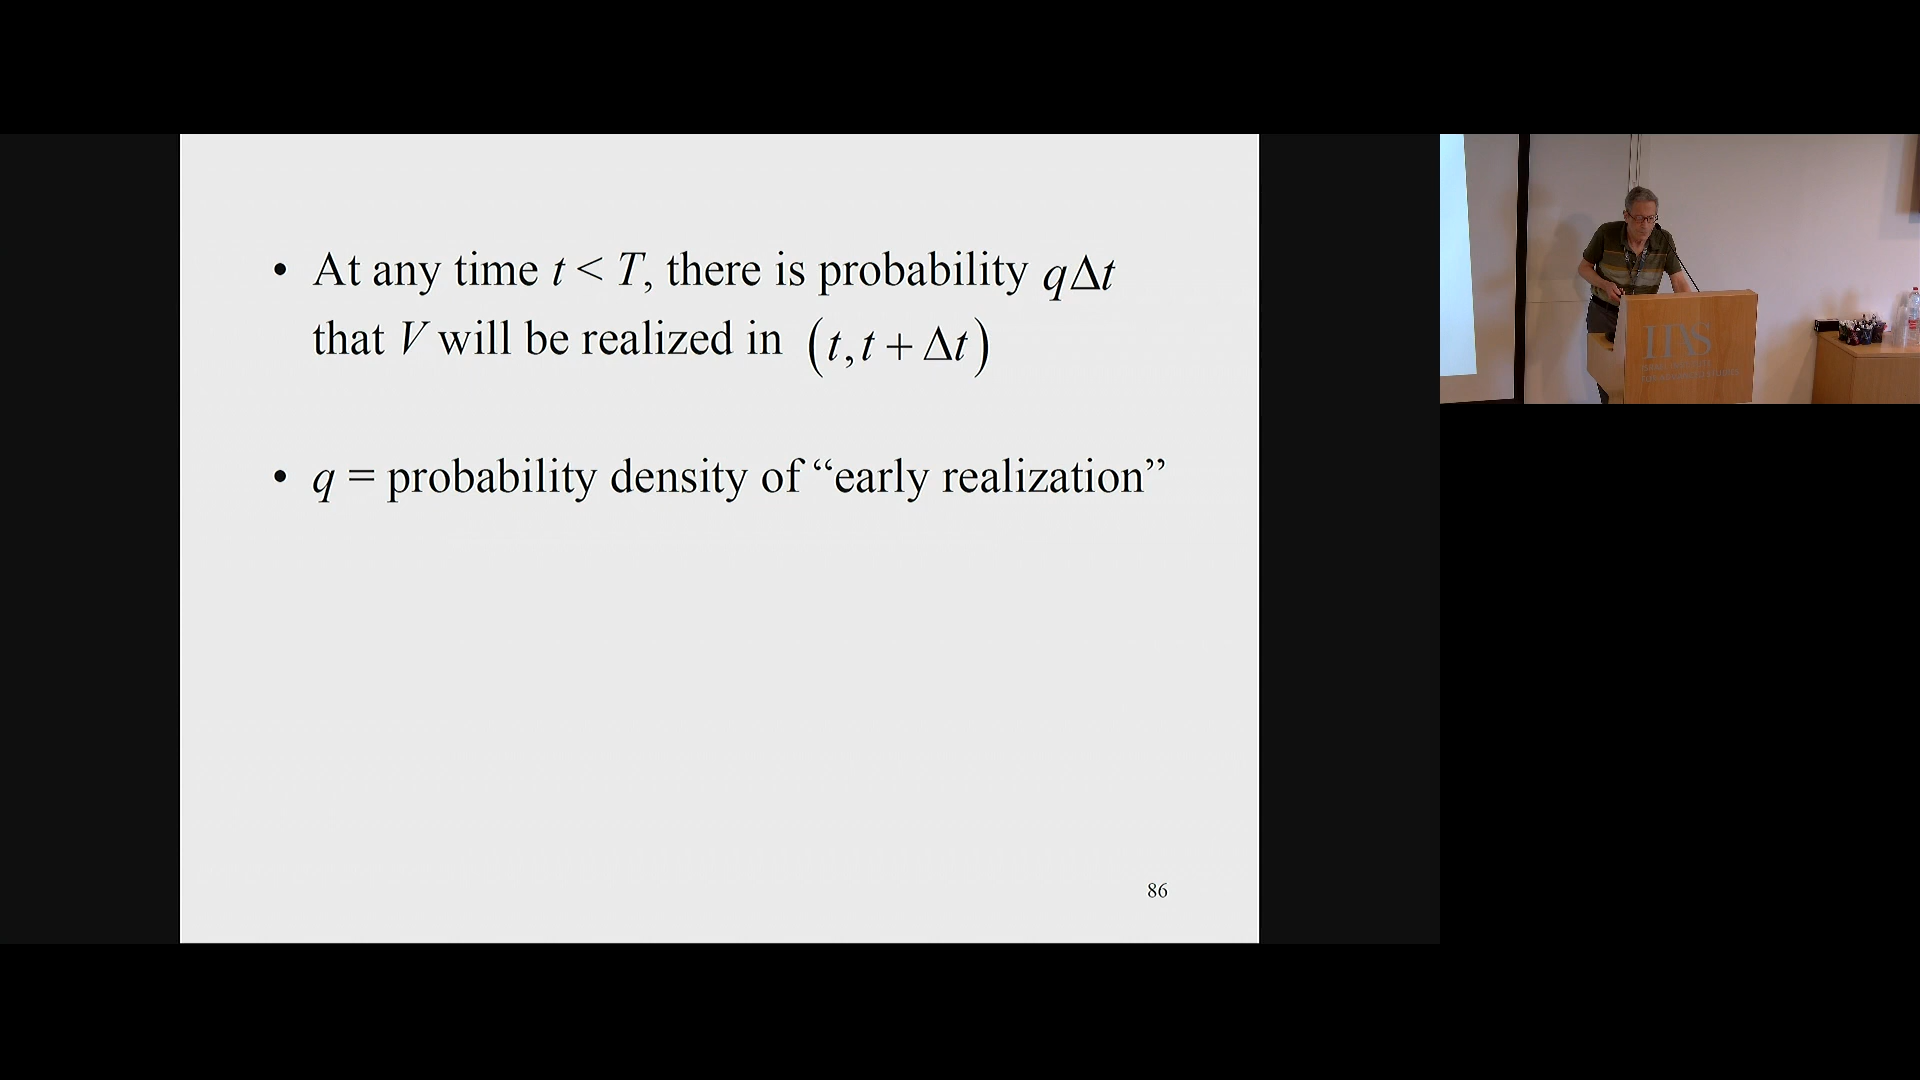 • At any time t < T, there is probability qΔt
that V will be realized in (t, t + Δt)
• q = probability density of “early realization”
86
IIAS